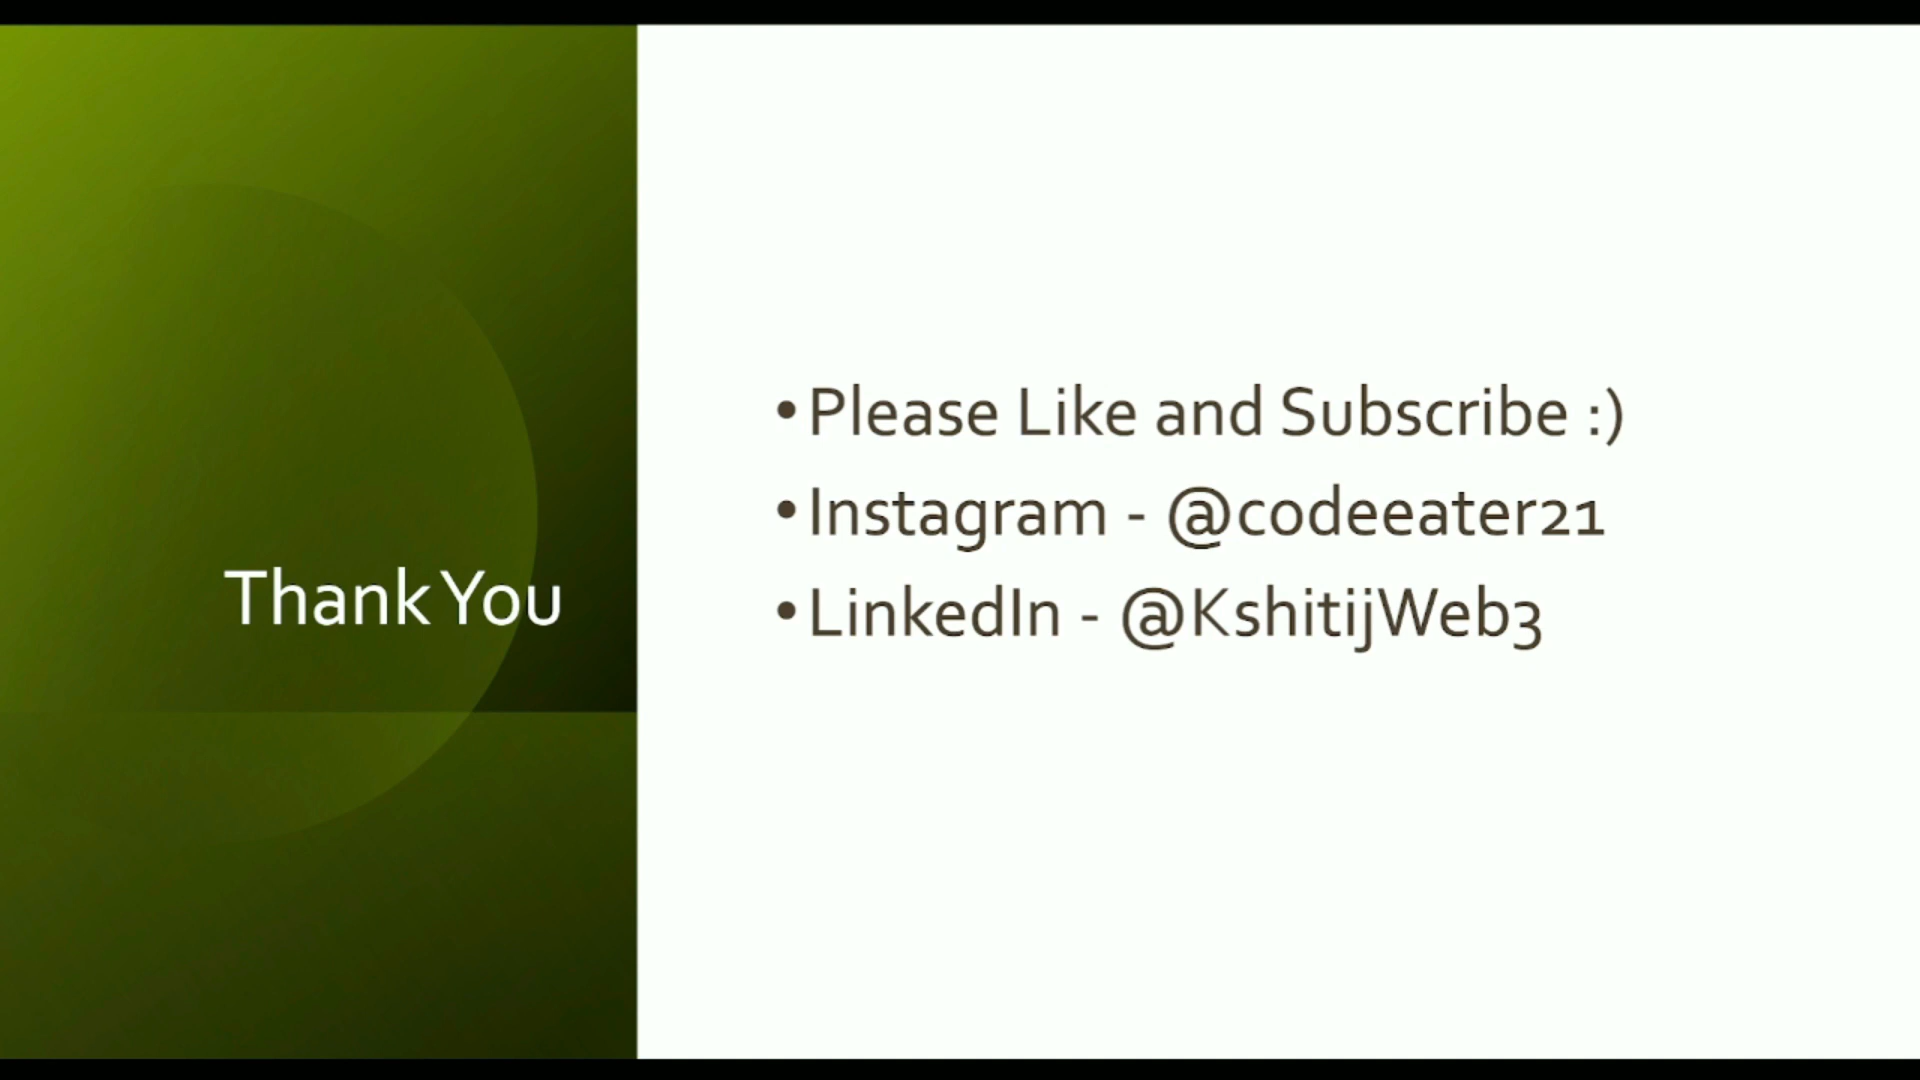 Thank You
• Please Like and Subscribe :)
• Instagram - @codeeater21
• LinkedIn - @KshitijWeb3